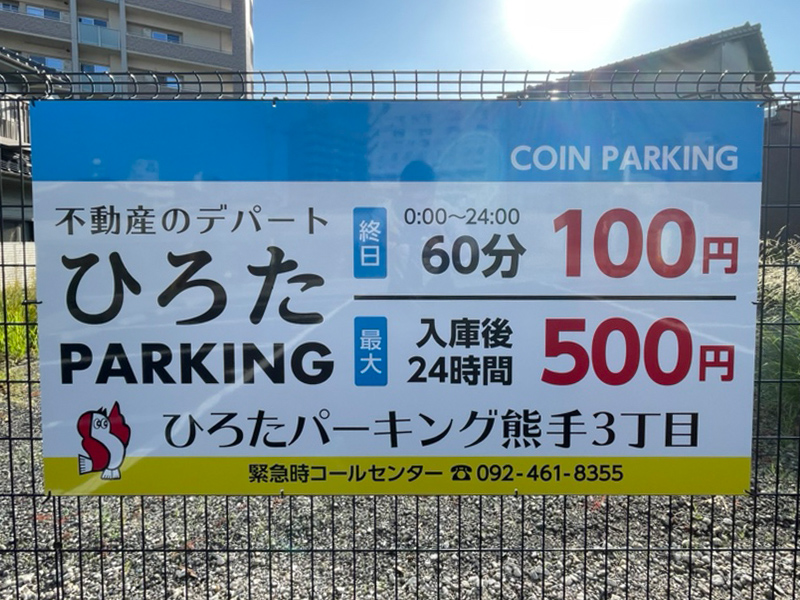 COIN PARKING
不動産のデパート
ひろた
PARKING
終日
0:00～24:00
60分
100円
最大
入庫後
24時間
500円
ひろたパーキング熊手3丁目
緊急時コールセンター ☎092-461-8355